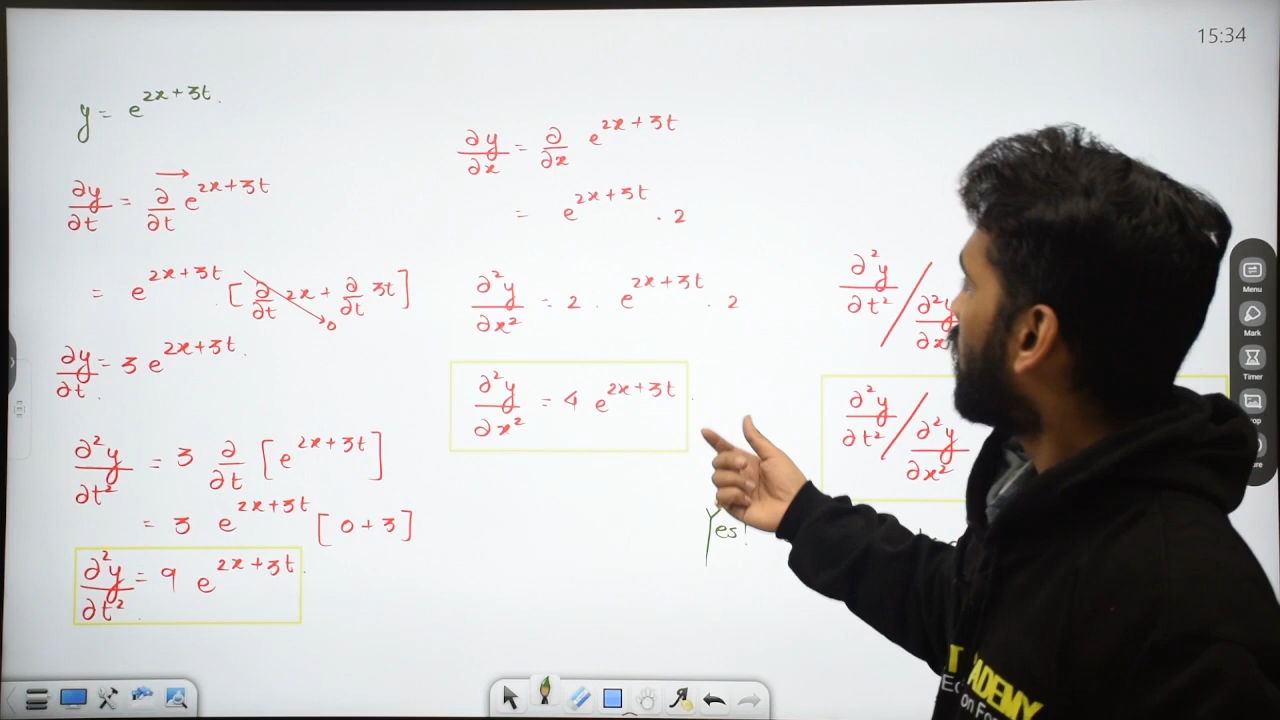 15:34
y = e^{2x+3t}.
∂y/∂t = ∂/∂t e^{2x+3t}
= e^{2x+3t} . [∂/∂t 2x + ∂/∂t 3t]
0
∂y/∂t. = 3 e^{2x+3t}.
∂²y/∂t² = 3 ∂/∂t [e^{2x+3t}]
= 3 e^{2x+3t} [0+3]
∂²y/∂t². = 9 e^{2x+3t}.
∂y/∂x = ∂/∂x e^{2x+3t}
= e^{2x+3t} . 2
∂²y/∂x² = 2 . e^{2x+3t} . 2
∂²y/∂x² = 4 e^{2x+3t}.
∂²y/∂t² / ∂²y/∂x
∂²y/∂t² / ∂²y/∂x²
Yes!
Menu
Mark
Timer
ADEMY